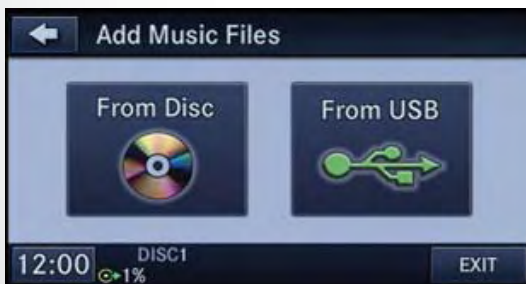 Add Music Files
From Disc
From USB
12:00
DISC1
1%
EXIT